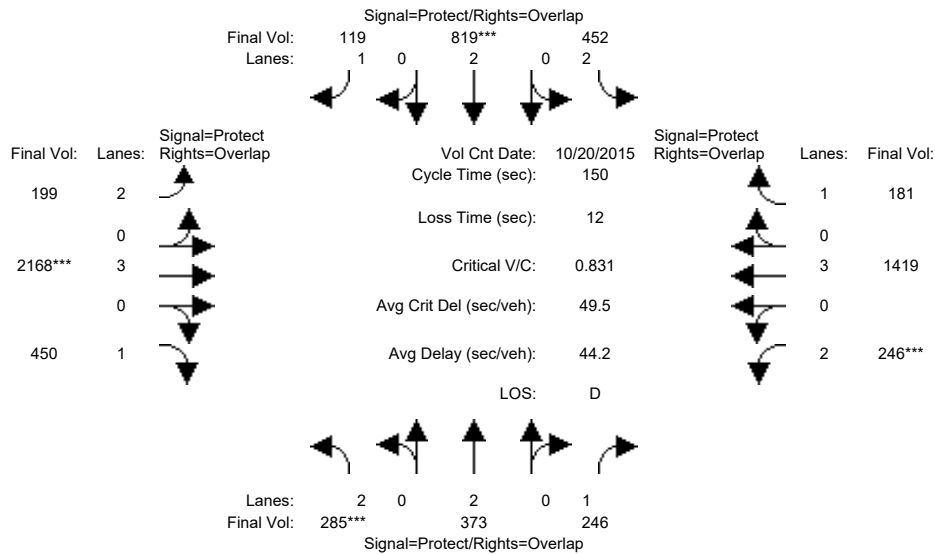 Signal=Protect/Rights=Overlap
Final Vol: 119 819*** 452
Lanes: 1 0 2 0 2
Signal=Protect
Final Vol: Lanes: Rights=Overlap
Vol Cnt Date: 10/20/2015
Signal=Protect
Rights=Overlap Lanes: Final Vol:
Cycle Time (sec): 150
199 2
1 181
Loss Time (sec): 12
0
0
2168*** 3
Critical V/C: 0.831
3 1419
0
Avg Crit Del (sec/veh): 49.5
0
450 1
Avg Delay (sec/veh): 44.2
2 246***
LOS: D
Lanes: 2 0 2 0 1
Final Vol: 285*** 373 246
Signal=Protect/Rights=Overlap